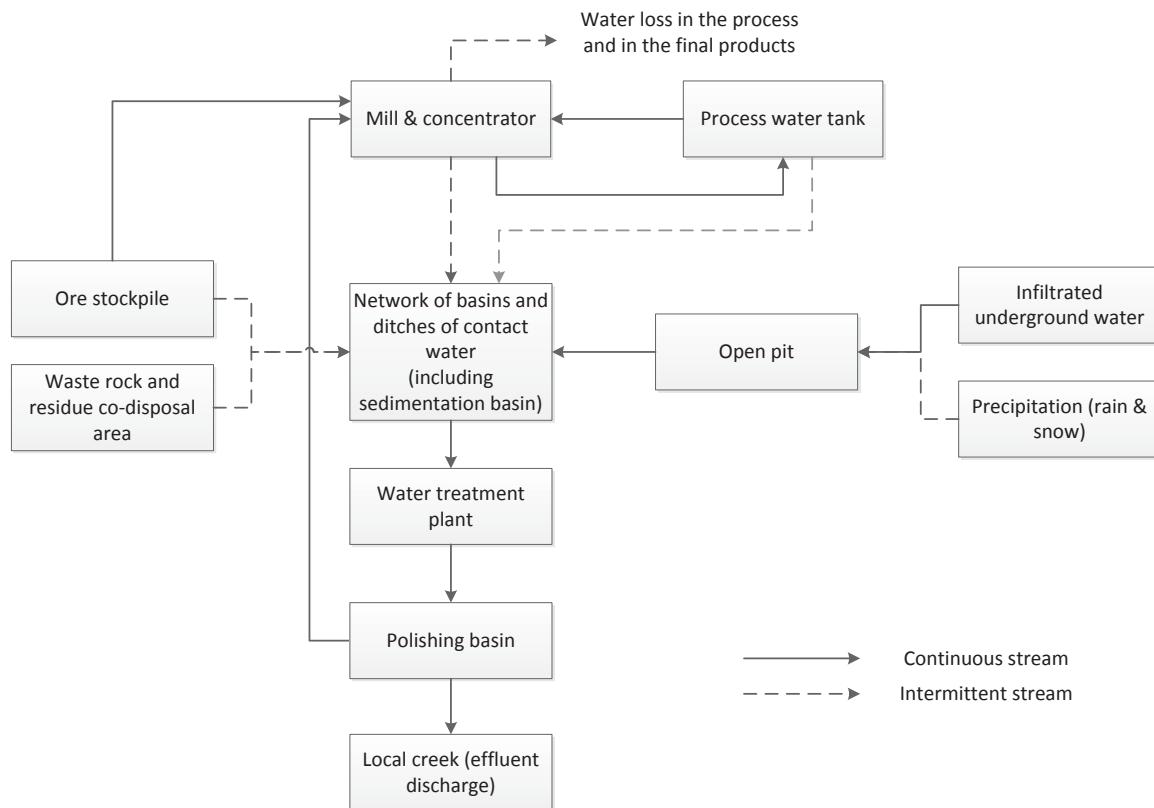 Water loss in the process
and in the final products
Mill & concentrator
Process water tank
Ore stockpile
Network of basins and
ditches of contact
water
(including
sedimentation basin)
Open pit
Infiltrated
underground water
Waste rock and
residue co-disposal
area
Precipitation (rain &
snow)
Water treatment
plant
Polishing basin
Continuous stream
Intermittent stream
Local creek (effluent
discharge)